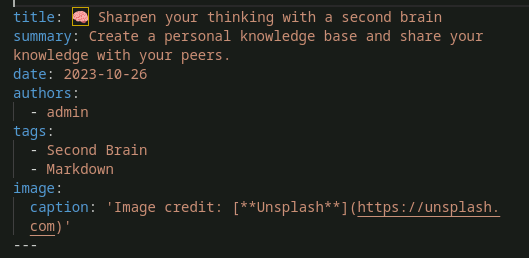 title: 🧠 Sharpen your thinking with a second brain
summary: Create a personal knowledge base and share your
knowledge with your peers.
date: 2023-10-26
authors:
  - admin
tags:
  - Second Brain
  - Markdown
image:
  caption: 'Image credit: [**Unsplash**](https://unsplash.
  com)'
---